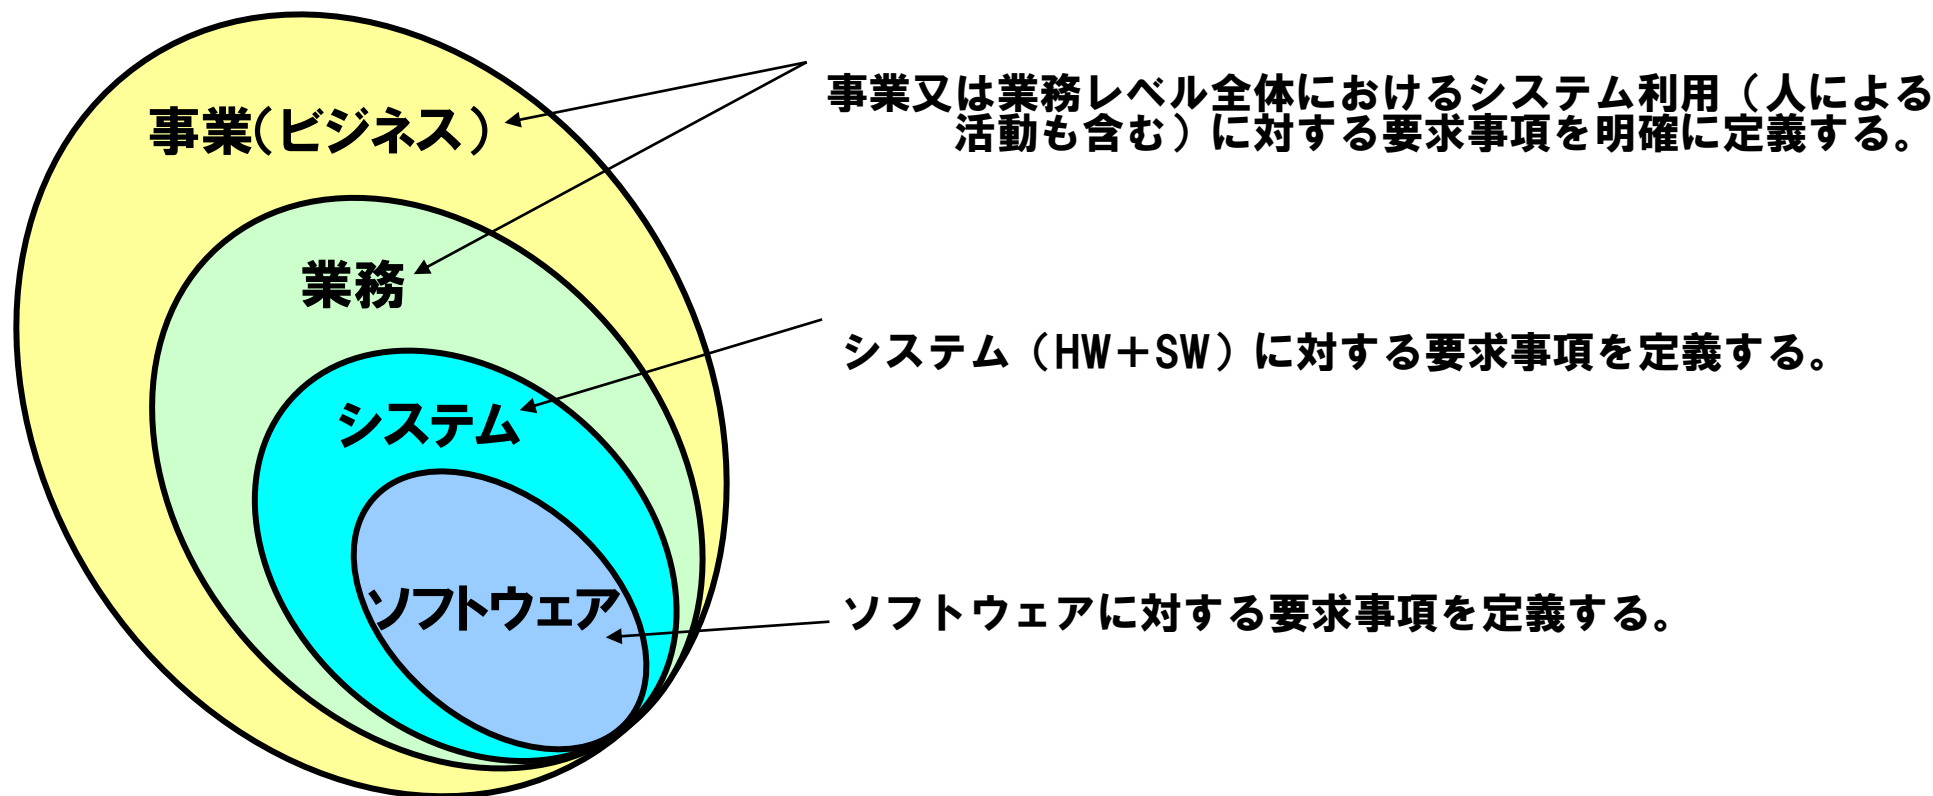 事業(ビジネス)
事業又は業務レベル全体におけるシステム利用(人による
活動も含む)に対する要求事項を明確に定義する。
業務
システム(HW+SW)に対する要求事項を定義する。
システム
ソフトウェア
ソフトウェアに対する要求事項を定義する。